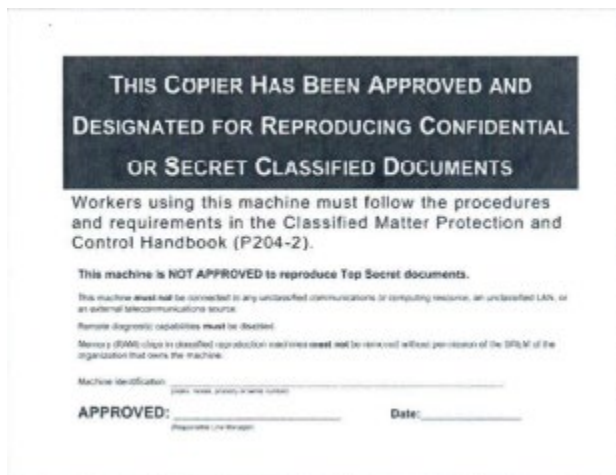 THIS COPIER HAS BEEN APPROVED AND
DESIGNATED FOR REPRODUCING CONFIDENTIAL
OR SECRET CLASSIFIED DOCUMENTS
Workers using this machine must follow the procedures
and requirements in the Classified Matter Protection and
Control Handbook (P204-2).
This machine is NOT APPROVED to reproduce Top Secret documents.
This machine must not be connected to any unclassified communications or computing resource, an unclassified LAN, or
an external telecommunications source.
Remote diagnostic capabilities must be disabled.
Memory (RAM) chips in classified reproduction machines must not be removed without permission of the of the
organization that owns the machine.
Machine Identification
APPROVED: Date:
(Responsible Line Manager)